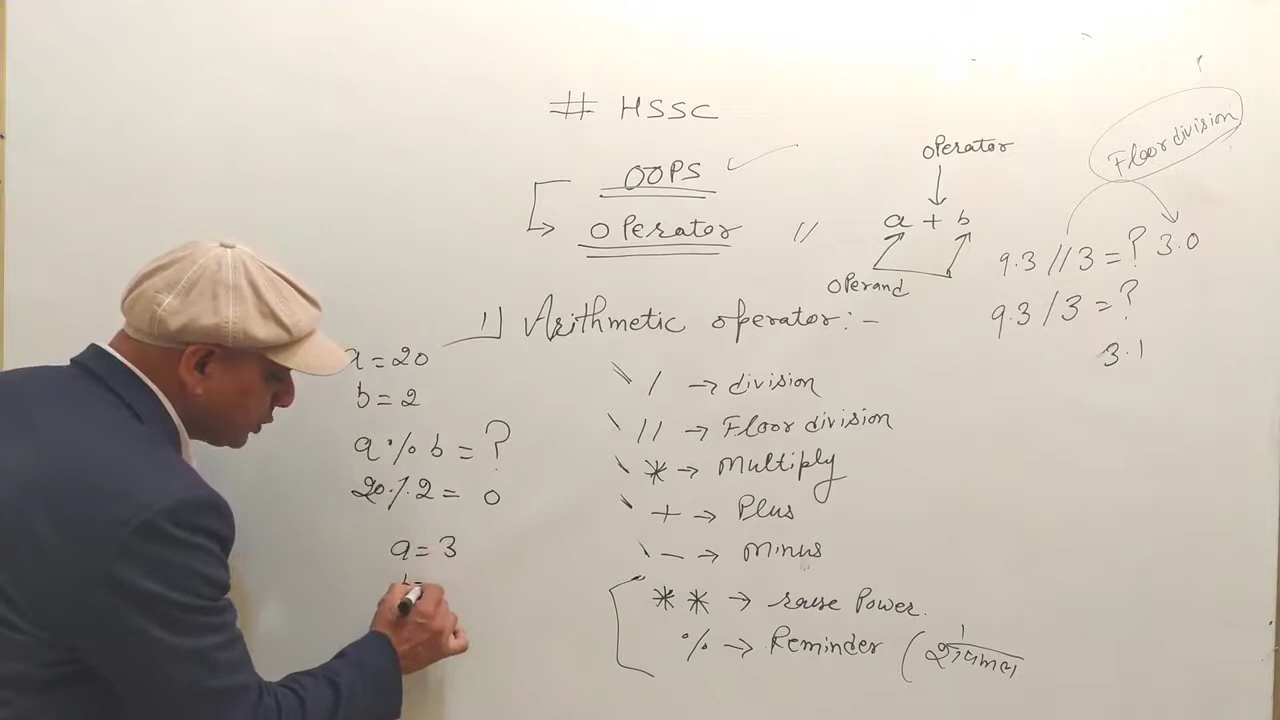 # HSSC
OOPS
Operator //
Operator
a + b
Operand
Floor division
9.3 // 3 = ? 3.0
9.3 / 3 = ?
3.1
1) Arithmetic operator:-
/ → division
// → Floor division
* → Multiply
+ → Plus
- → Minus
** → raise Power.
% → Reminder (
a = 20
b = 2
a % b = ?
20 % 2 = 0
a = 3